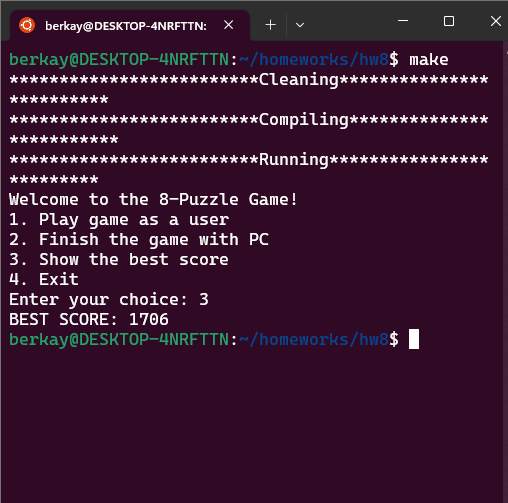 berkay@DESKTOP-4NRFTTN:
berkay@DESKTOP-4NRFTTN:~/homeworks/hw8$ make
*************************Cleaning***************
**********
*************************Compiling**************
***********
*************************Running****************
*********
Welcome to the 8-Puzzle Game!
1. Play game as a user
2. Finish the game with PC
3. Show the best score
4. Exit
Enter your choice: 3
BEST SCORE: 1706
berkay@DESKTOP-4NRFTTN:~/homeworks/hw8$